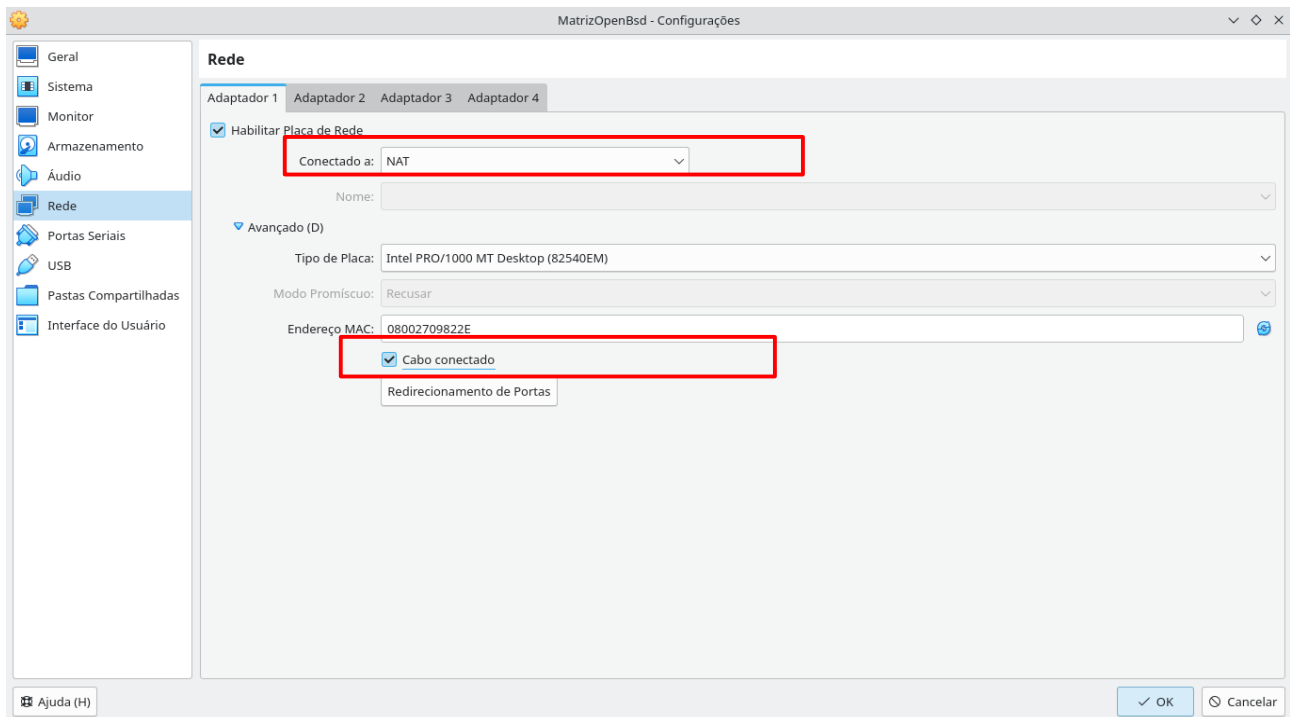 MatrizOpenBsd - Configurações
Geral
Sistema
Monitor
Armazenamento
Áudio
Rede
Portas Seriais
USB
Pastas Compartilhadas
Interface do Usuário
Rede
Adaptador 1 Adaptador 2 Adaptador 3 Adaptador 4
Habilitar Placa de Rede
Conectado a: NAT
Nome:
Avançado (D)
Tipo de Placa: Intel PRO/1000 MT Desktop (82540EM)
Modo Promíscuo: Recusar
Endereço MAC: 08002709822E
Cabo conectado
Redirecionamento de Portas
Ajuda (H)
OK Cancelar